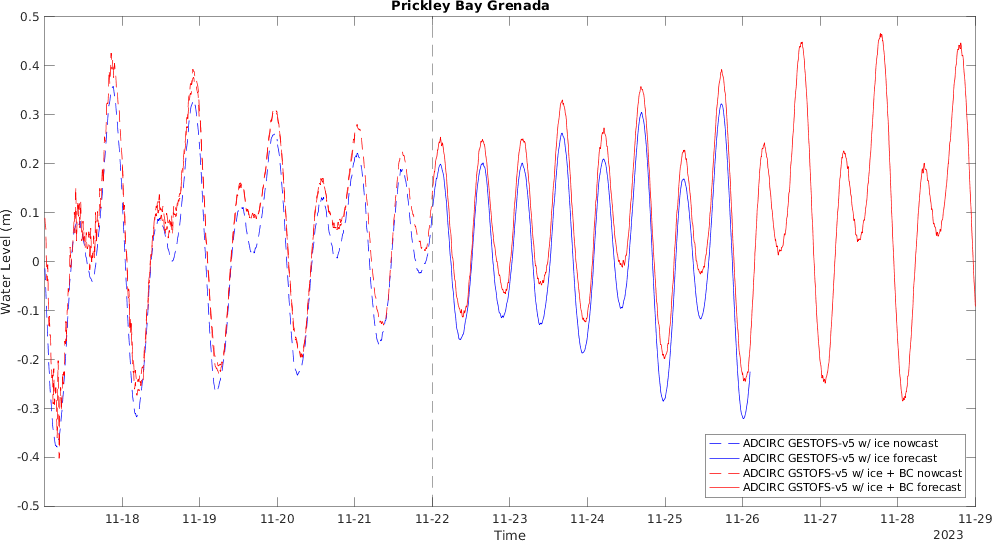 Prickley Bay Grenada
0.5
0.4
0.3
0.2
0.1
0
-0.1
-0.2
-0.3
-0.4
-0.5
Water Level (m)
11-18 11-19 11-20 11-21 11-22 11-23 11-24 11-25 11-26 11-27 11-28 11-29
Time
2023
ADCIRC GESTOFS-v5 w/ ice nowcast
ADCIRC GESTOFS-v5 w/ ice forecast
ADCIRC GSTOFS-v5 w/ ice + BC nowcast
ADCIRC GSTOFS-v5 w/ ice + BC forecast